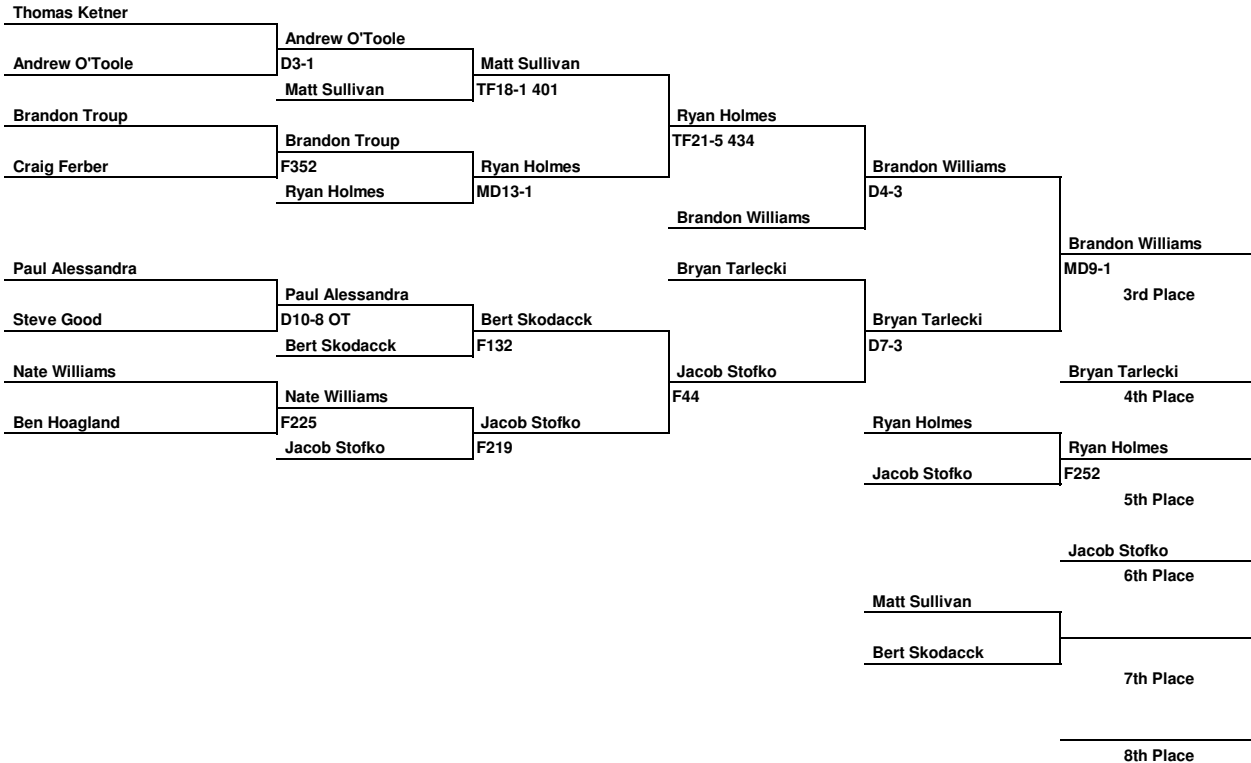 Thomas Ketner
Andrew O'Toole
Andrew O'Toole
D3-1
Matt Sullivan
Matt Sullivan
TF18-1 401
Brandon Troup
Ryan Holmes
Brandon Troup
TF21-5 434
Craig Ferber
F352
Ryan Holmes
Brandon Williams
Ryan Holmes
MD13-1
D4-3
Brandon Williams
Brandon Williams
Paul Alessandra
Bryan Tarlecki
MD9-1
Paul Alessandra
3rd Place
Steve Good
D10-8 OT
Bert Skodacck
Bryan Tarlecki
Bert Skodacck
F132
D7-3
Nate Williams
Jacob Stofko
Bryan Tarlecki
Nate Williams
F44
4th Place
Ben Hoagland
F225
Jacob Stofko
Ryan Holmes
Jacob Stofko
F219
Ryan Holmes
Jacob Stofko
F252
5th Place
Jacob Stofko
6th Place
Matt Sullivan
Bert Skodacck
7th Place
8th Place